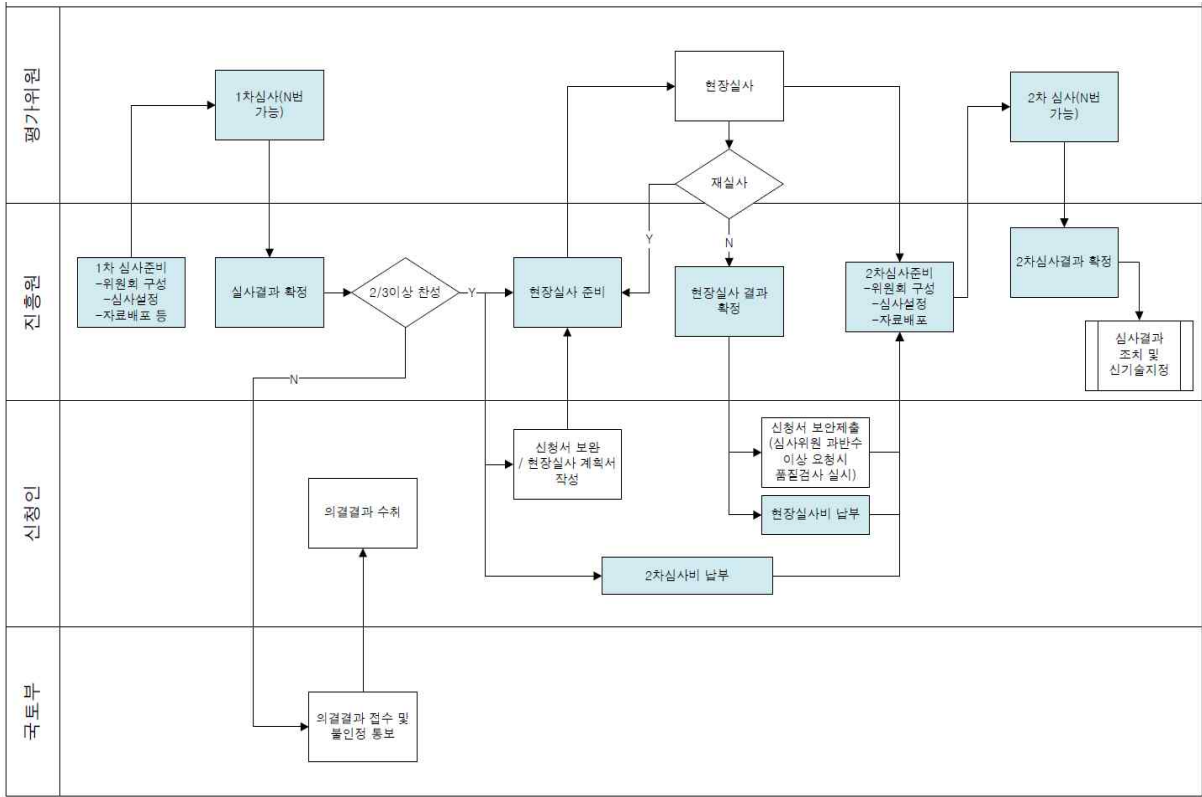 평가위원
1차심사(N번
가능)
현장실사
2차 심사(N번
가능)
재실사
진흥원
1차 심사준비
-위원회 구성
-심사설정
-자료배포 등
실사결과 확정
2/3이상 찬성
Y
N
현장실사 준비
Y
N
현장실사 결과
확정
2차심사준비
-위원회 구성
-심사설정
-자료배포
2차심사결과 확정
심사결과
조치 및
신기술지정
신청인
신청서 보완
/ 현장실사 계획서
작성
신청서 보안제출
(심사위원 과반수
이상 요청시
품질검사 실시)
현장실사비 납부
의결결과 수취
2차심사비 납부
국토부
의결결과 접수 및
불인정 통보